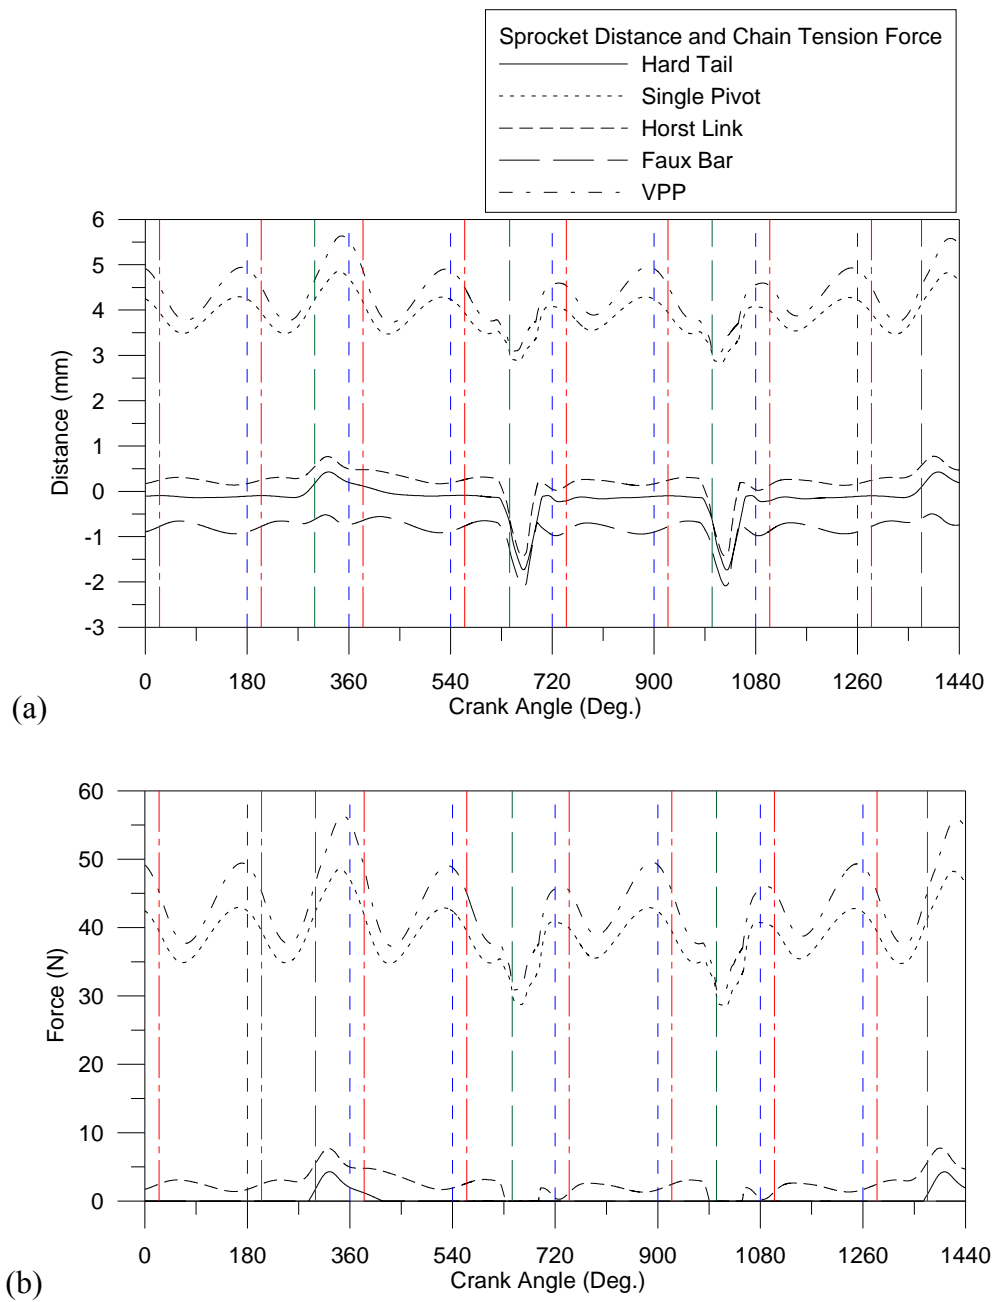 Sprocket Distance and Chain Tension Force
Hard Tail
Single Pivot
Horst Link
Faux Bar
VPP
6
5
4
3
2
1
0
-1
-2
-3
Distance (mm)
0 180 360 540 720 900 1080 1260 1440
Crank Angle (Deg.)
(a)
60
50
40
30
20
10
0
Force (N)
0 180 360 540 720 900 1080 1260 1440
Crank Angle (Deg.)
(b)